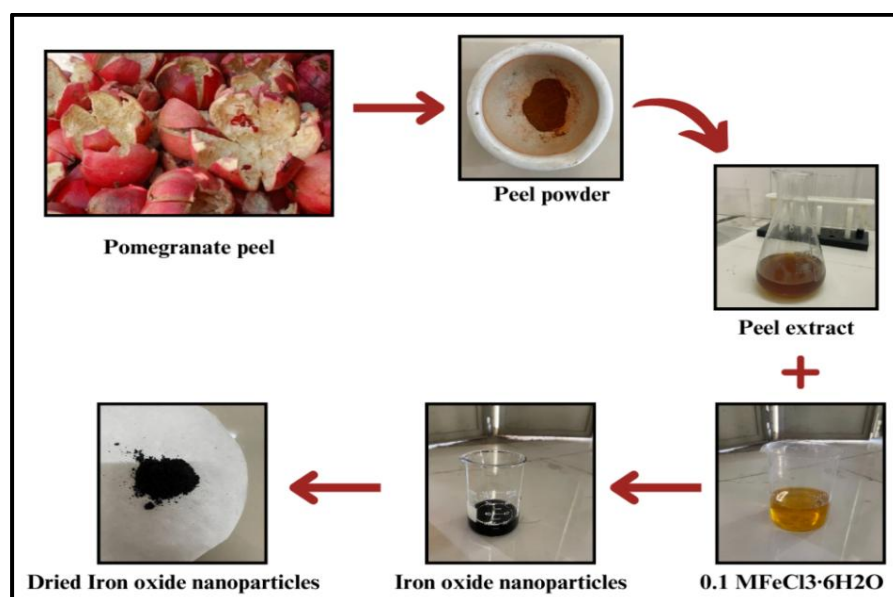 Pomegranate peel
Peel powder
Peel extract
+
0.1 MFeCl3·6H2O
Iron oxide nanoparticles
Dried Iron oxide nanoparticles